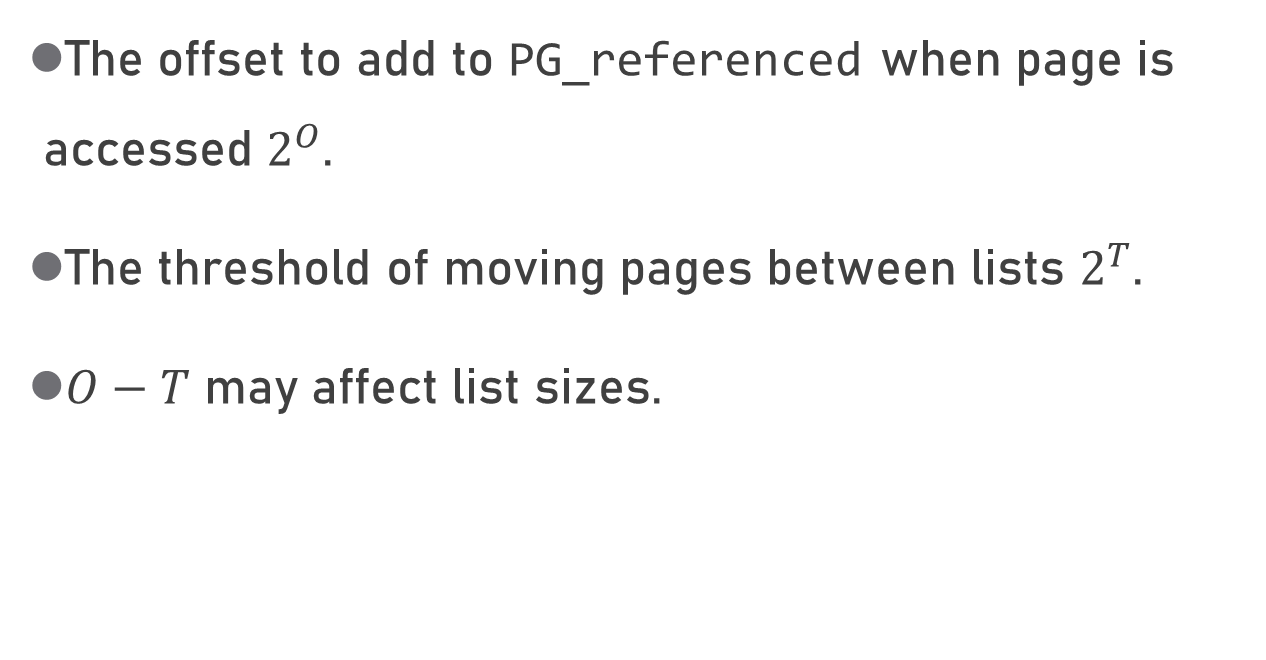 ●The offset to add to PG_referenced when page is
accessed $2^O$.
●The threshold of moving pages between lists $2^T$.
●$O - T$ may affect list sizes.